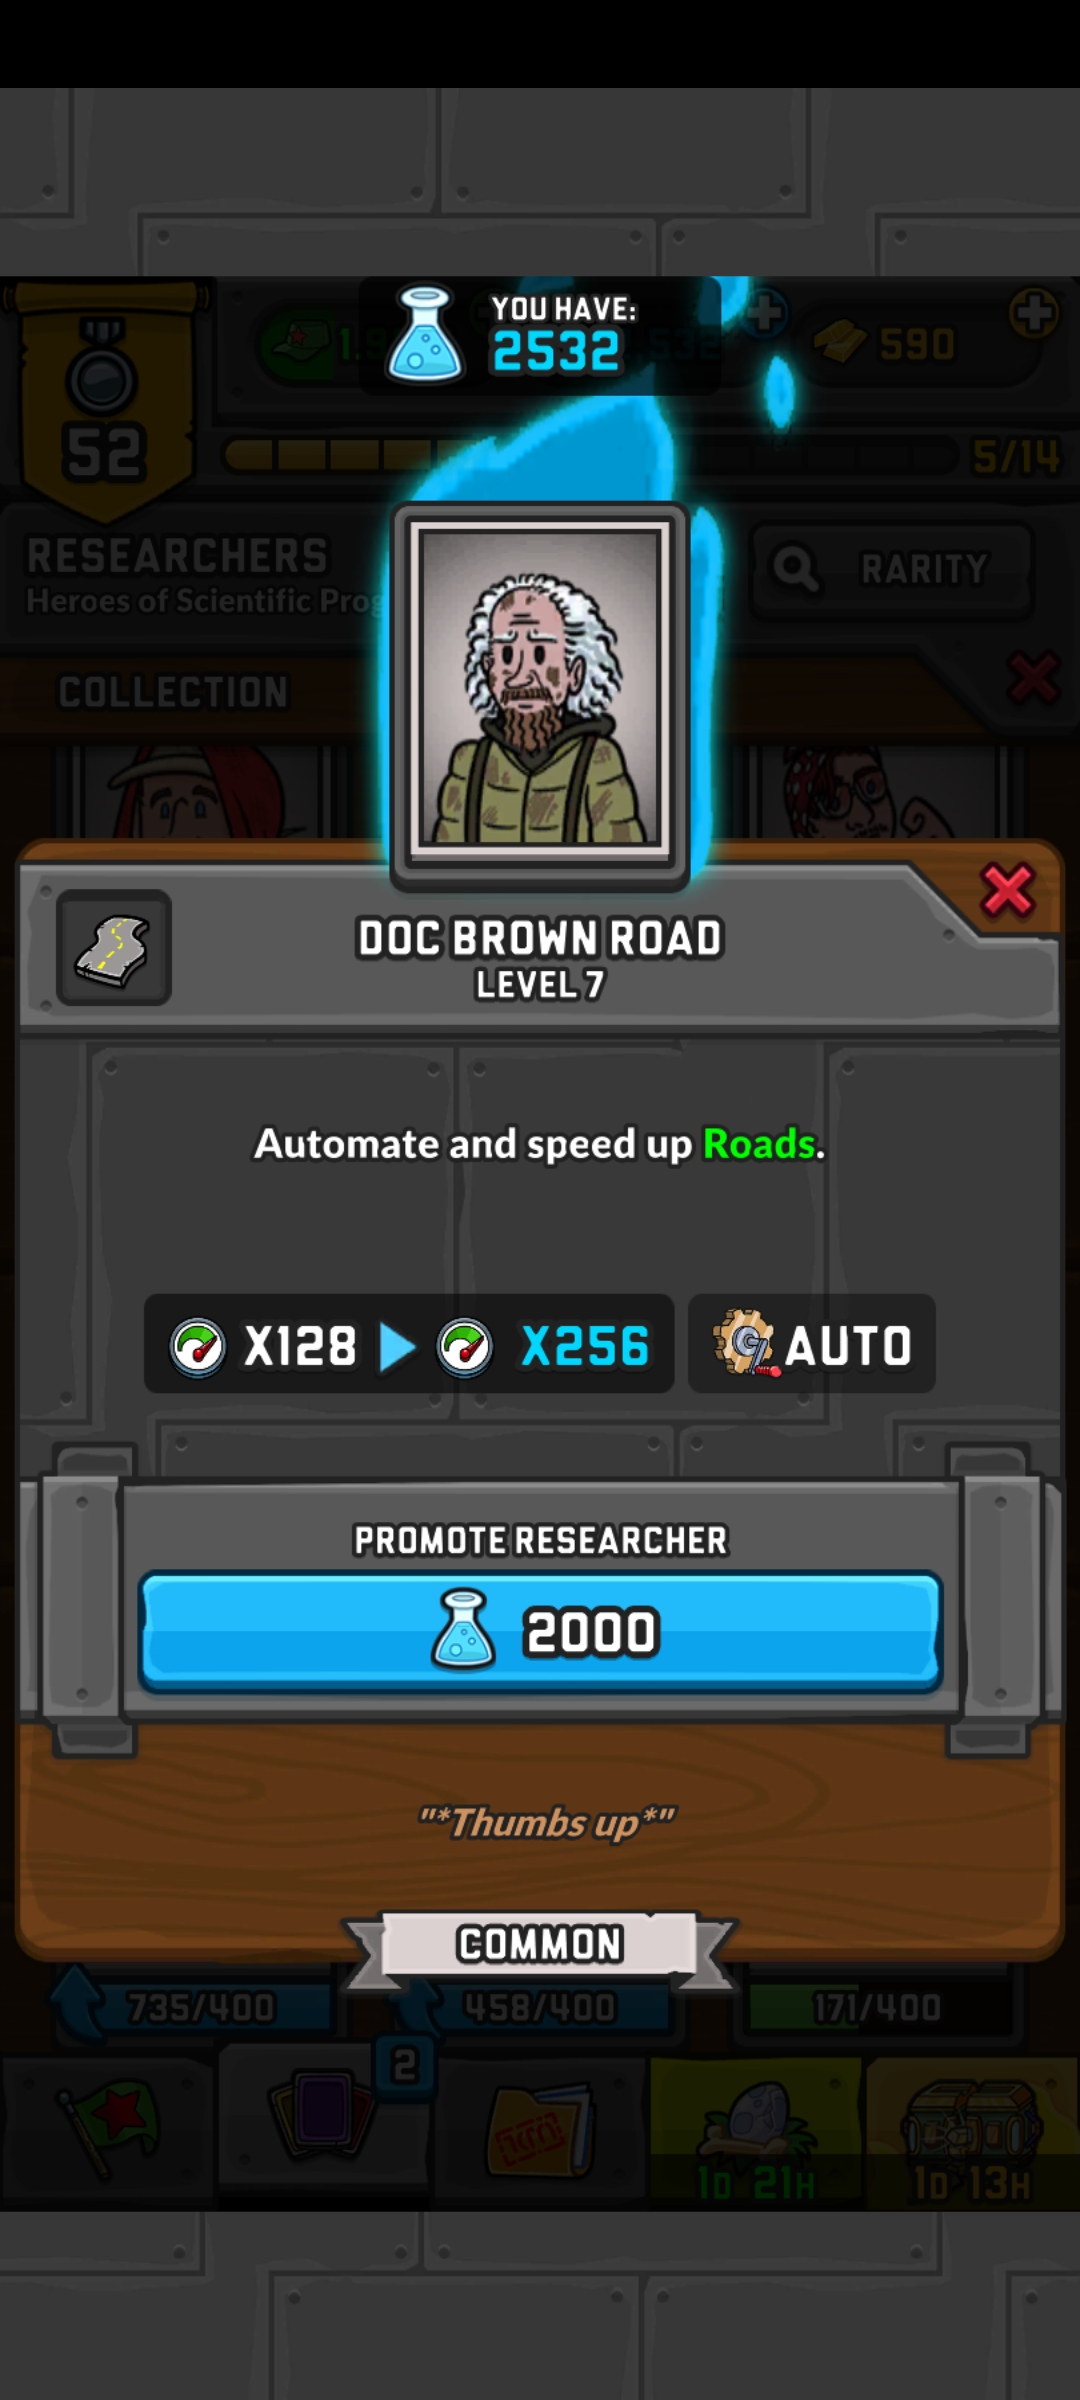 YOU HAVE:
2532
590
52
5/14
RESEARCHERS
Heroes of Scientific Prog
RARITY
COLLECTION
DOC BROWN ROAD
LEVEL 7
Automate and speed up Roads.
X128 X256 AUTO
PROMOTE RESEARCHER
2000
"*Thumbs up*"
COMMON
735/400 458/400 171/400
2
1D 21H 1D 13H